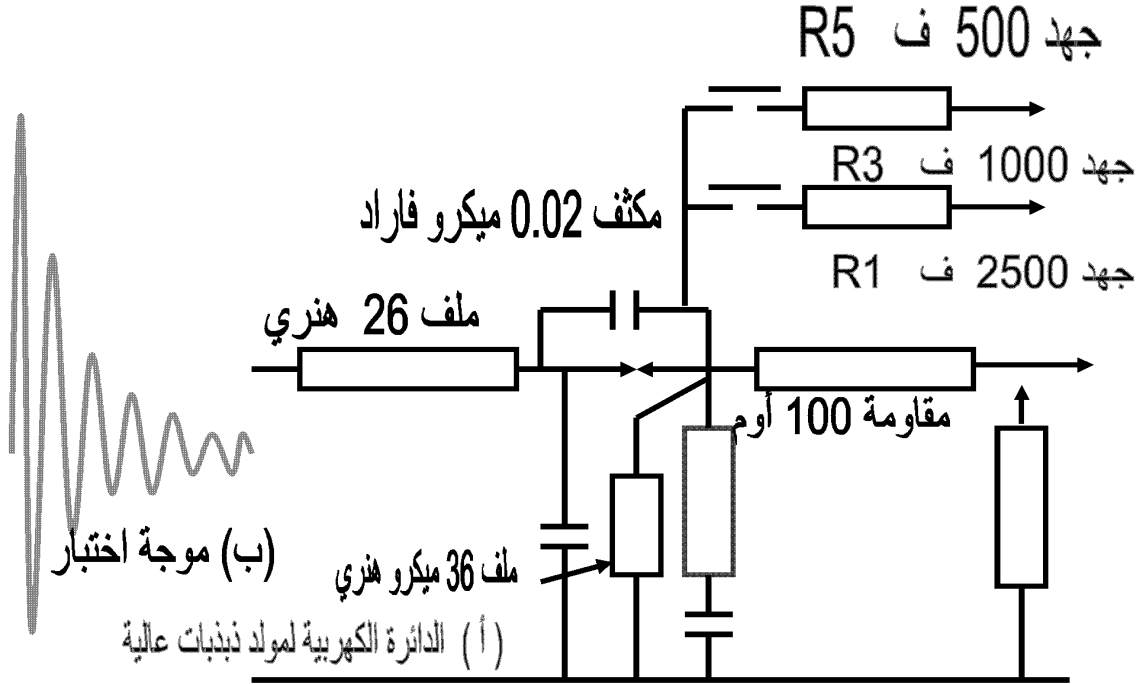 جهد 500 ف R5
جهد 1000 ف R3
مكثف 0.02 ميكرو فاراد
جهد 2500 ف R1
ملف 26 هنري
مقاومة 100 أوم
(ب) موجة اختبار
ملف 36 ميكرو هنري
( أ ) الدائرة الكهربية لمولد ذبذبات عالية